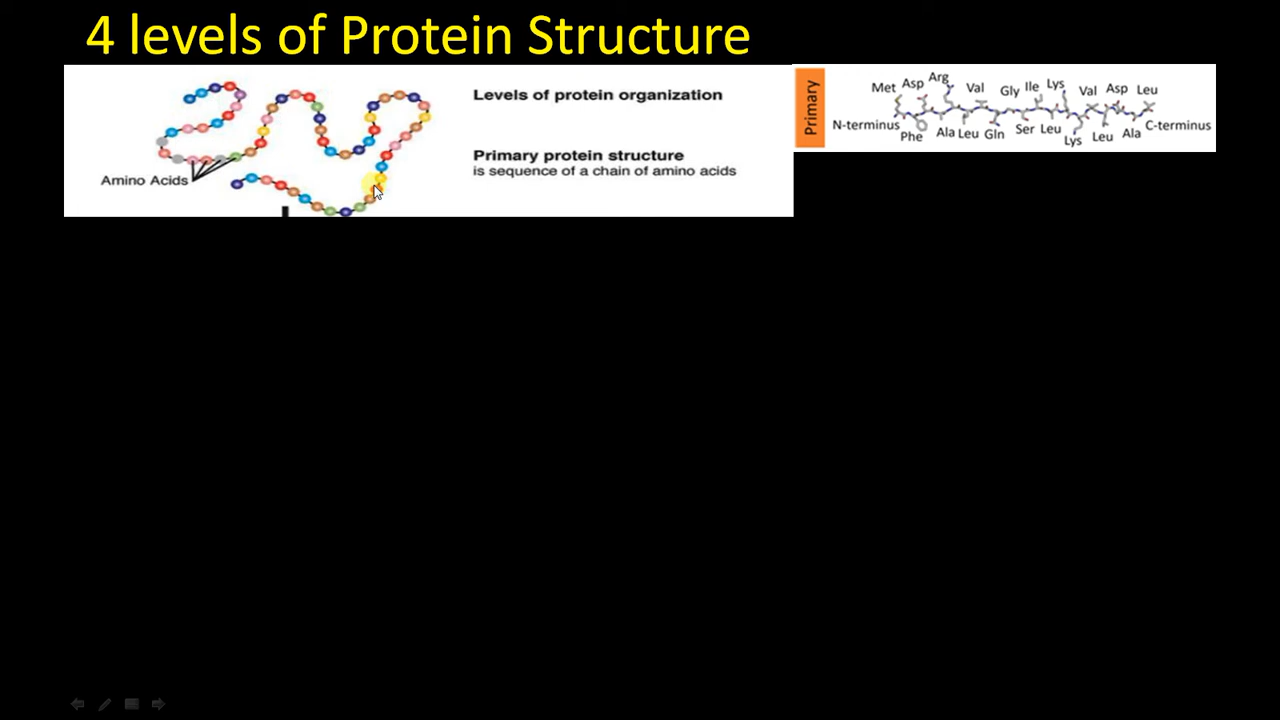 4 levels of Protein Structure
Levels of protein organization
Primary protein structure
is sequence of a chain of amino acids
Amino Acids
Primary
Met Asp Arg Val Gly Ile Lys Val Asp Leu
N-terminus Phe Ala Leu Gln Ser Leu Lys Leu Ala C-terminus